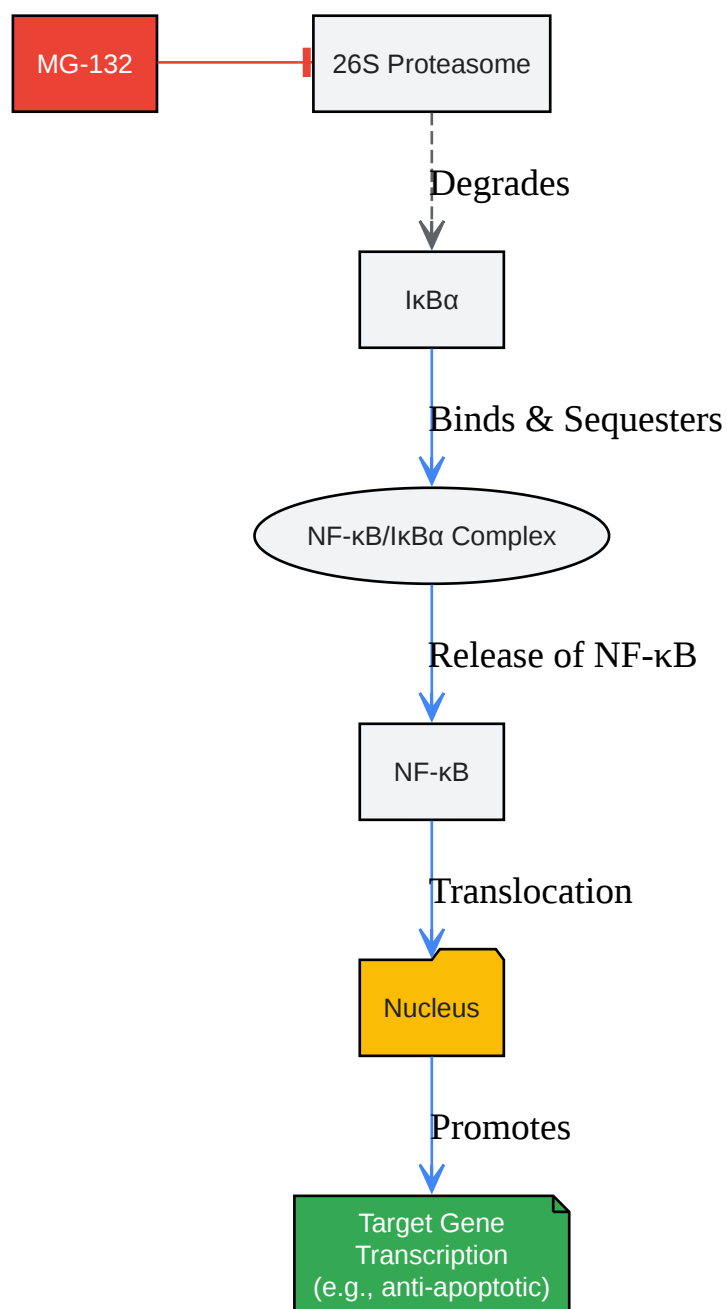 MG-132
26S Proteasome
Degrades
IκBα
Binds & Sequesters
NF-κB/IκBα Complex
Release of NF-κB
NF-κB
Translocation
Nucleus
Promotes
Target Gene
Transcription
(e.g., anti-apoptotic)